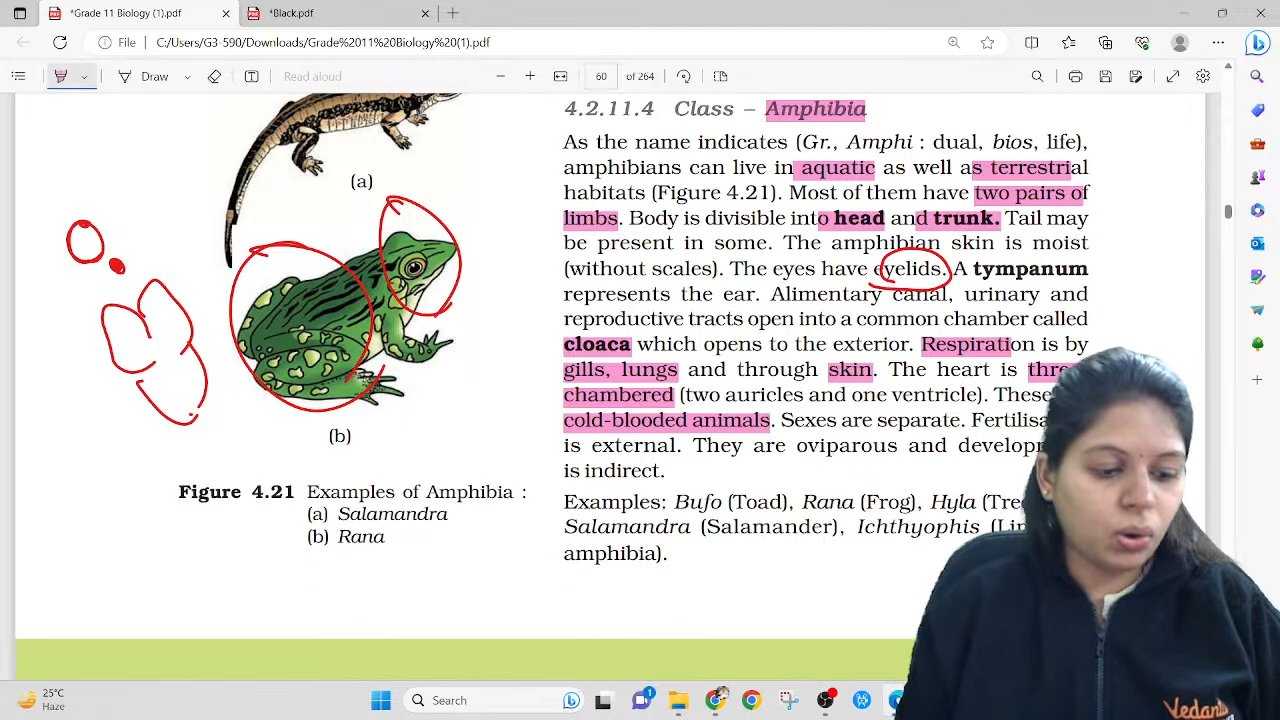 *Grade 11 Biology (1).pdf
*Black.pdf
File
C:/Users/G3-590/Downloads/Grade%2011%20Biology%20(1).pdf
Draw
Read aloud
60 of 264
4.2.11.4 Class – Amphibia
As the name indicates (Gr., Amphi : dual, bios, life),
amphibians can live in aquatic as well as terrestrial
habitats (Figure 4.21). Most of them have two pairs of
limbs. Body is divisible into head and trunk. Tail may
be present in some. The amphibian skin is moist
(without scales). The eyes have eyelids. A tympanum
represents the ear. Alimentary canal, urinary and
reproductive tracts open into a common chamber called
cloaca which opens to the exterior. Respiration is by
gills, lungs and through skin. The heart is three
chambered (two auricles and one ventricle). These
cold-blooded animals. Sexes are separate. Fertilisa
is external. They are oviparous and develop
is indirect.
Examples: Bufo (Toad), Rana (Frog), Hyla (Tre
Salamandra (Salamander), Ichthyophis (Li
amphibia).
(a)
(b)
Figure 4.21 Examples of Amphibia :
(a) Salamandra
(b) Rana
25°C
Haze
Search
1
Vedant